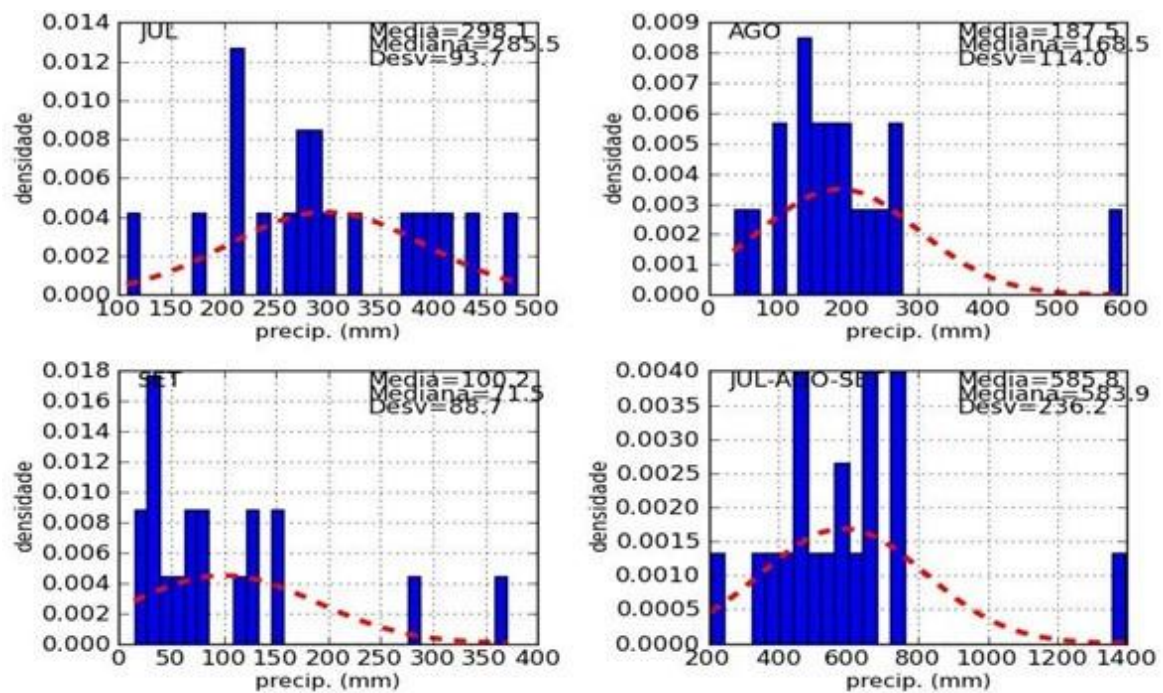 JUL
Media=298.1
Mediana=285.5
Desv=93.7
densidade
0.014
0.012
0.010
0.008
0.006
0.004
0.002
0.000
100 150 200 250 300 350 400 450 500
precip. (mm)
AGO
Media=187.5
Mediana=168.5
Desv=114.0
densidade
0.009
0.008
0.007
0.006
0.005
0.004
0.003
0.002
0.001
0.000
0 100 200 300 400 500 600
precip. (mm)
SET
Media=100.2
Mediana=71.5
Desv=88.7
densidade
0.018
0.016
0.014
0.012
0.010
0.008
0.006
0.004
0.002
0.000
0 50 100 150 200 250 300 350 400
precip. (mm)
JUL-AGO-SET
Media=585.8
Mediana=583.9
Desv=236.2
densidade
0.0040
0.0035
0.0030
0.0025
0.0020
0.0015
0.0010
0.0005
0.0000
200 400 600 800 1000 1200 1400
precip. (mm)